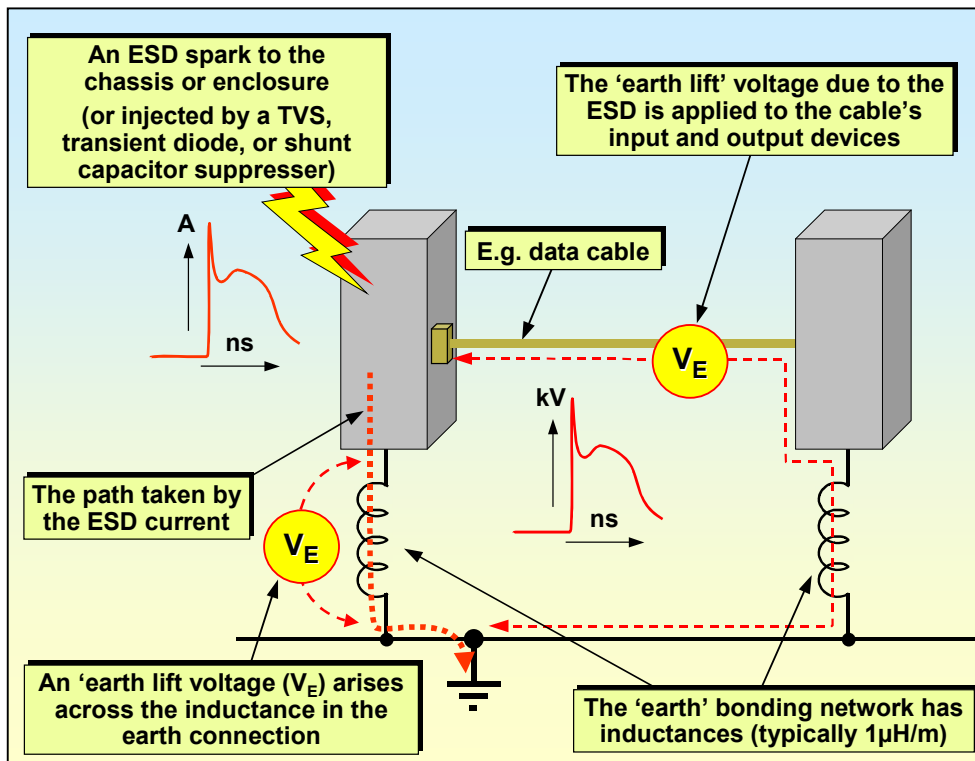 An ESD spark to the
chassis or enclosure
(or injected by a TVS,
transient diode, or shunt
capacitor suppresser)
The ‘earth lift’ voltage due to the
ESD is applied to the cable’s
input and output devices
A
ns
E.g. data cable
VE
kV
ns
The path taken by
the ESD current
VE
An ‘earth lift voltage (VE) arises
across the inductance in the
earth connection
The ‘earth’ bonding network has
inductances (typically 1µH/m)